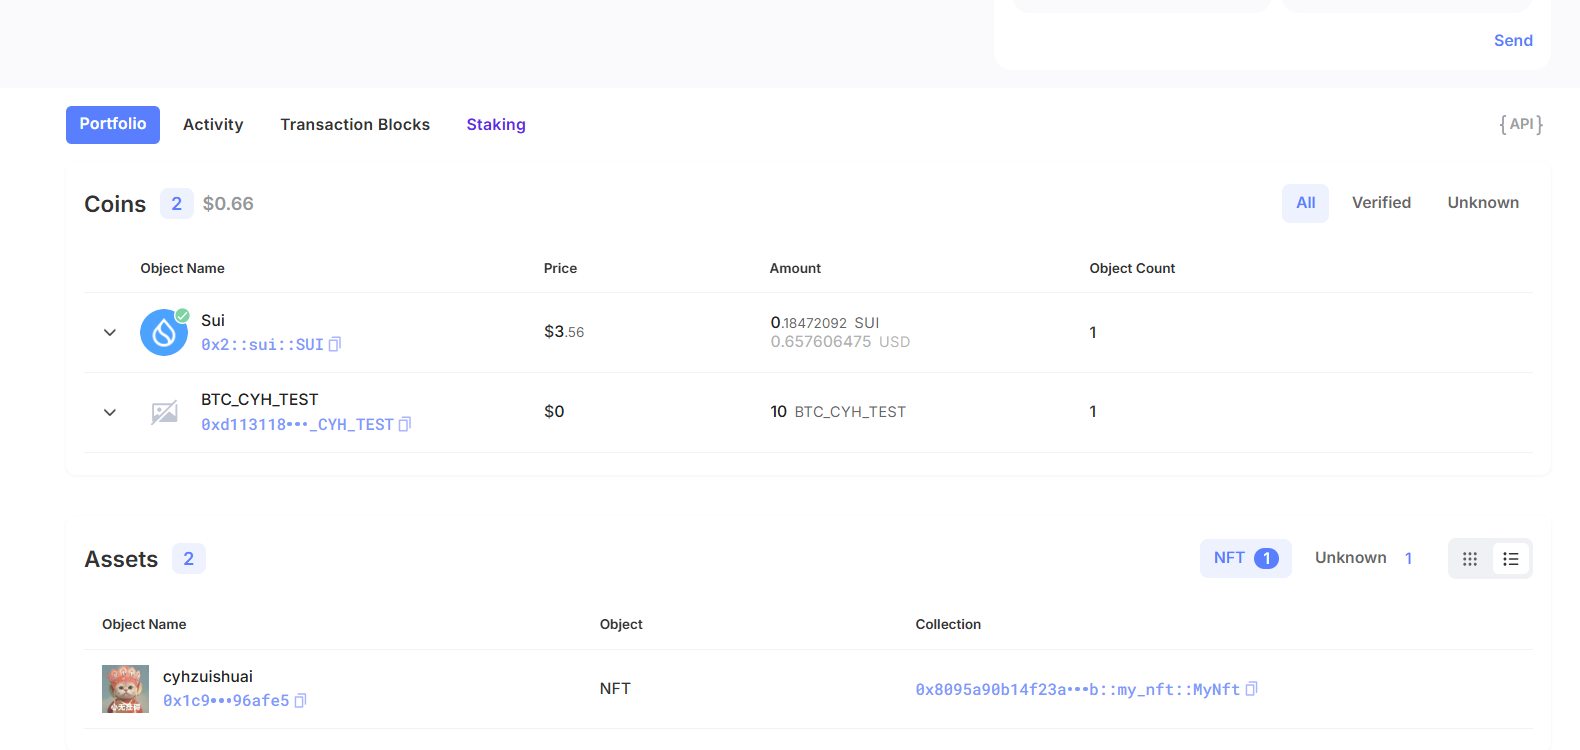 Send
Portfolio Activity Transaction Blocks Staking {API}
Coins 2 $0.66 All Verified Unknown
Object Name Price Amount Object Count
Sui
0x2::sui::SUI
$3.56
0.18472092 SUI
0.657606475 USD
1
BTC_CYH_TEST
0xd113118•••_CYH_TEST
$0
10 BTC_CYH_TEST
1
Assets 2 NFT 1 Unknown 1
Object Name Object Collection
cyhzuishuai
0x1c9•••96afe5
NFT
0x8095a90b14f23a•••b::my_nft::MyNft